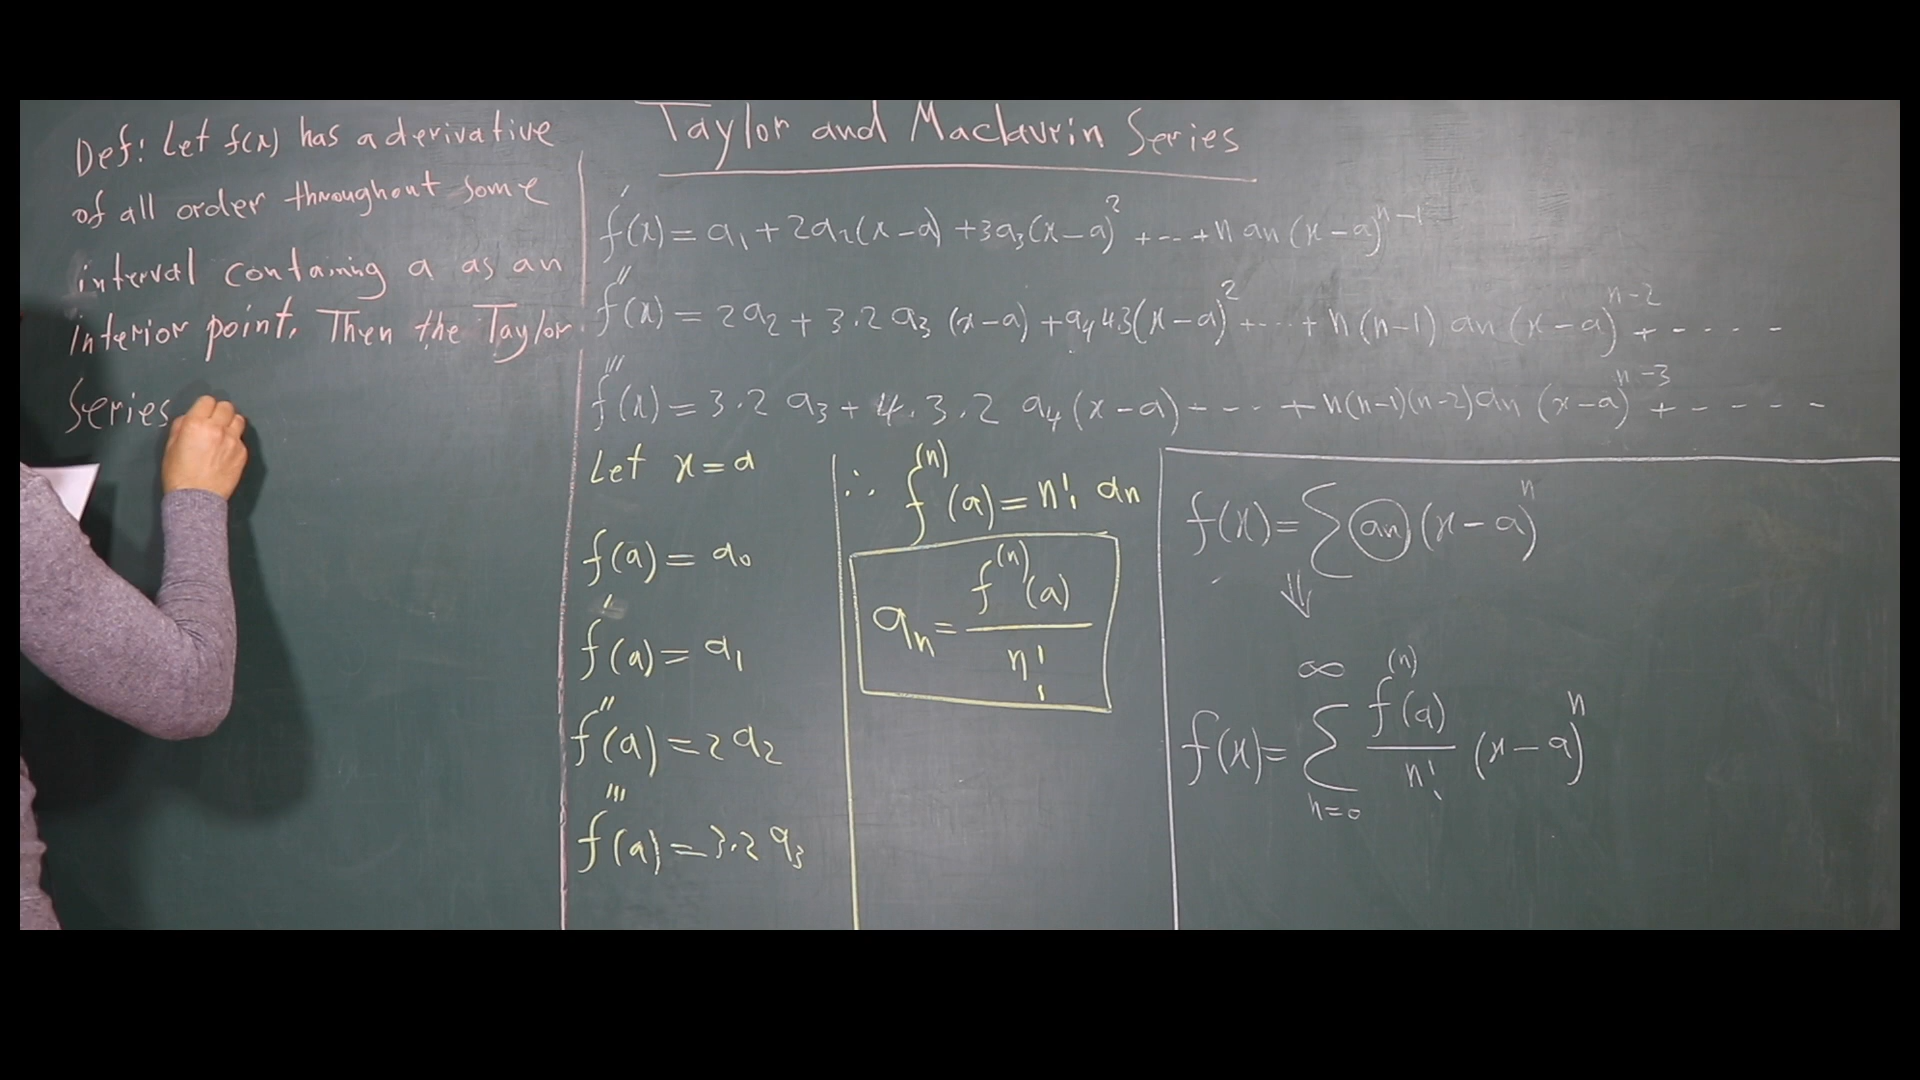 Taylor and Maclaurin Series
Def: Let f(x) has a derivative
of all order throughout some
interval containing a as an
interior point. Then the Taylor
Series
f'(x) = a₁ + 2a₂(x-a) + 3a₃(x-a)² + --- + n an (x-a)ⁿ⁻¹
f''(x) = 2a₂ + 3.2 a₃ (x-a) + a₄ 4.3(x-a)² + ---- + n(n-1) an (x-a)ⁿ⁻² + - - - -
f'''(x) = 3.2 a₃ + 4.3.2 a₄ (x-a) - - - - + n(n-1)(n-2) an (x-a)ⁿ⁻³ + - - - - -
Let x = a
f(a) = a₀
f'(a) = a₁
f''(a) = 2 a₂
f'''(a) = 3.2 a₃
∴ f⁽ⁿ⁾(a) = n! an
aₙ = f⁽ⁿ⁾(a) / n!
f(x) = ∑ an (x-a)ⁿ
⇓
f(x) = ∑_{n=0}^{∞} f⁽ⁿ⁾(a) / n! (x-a)ⁿ